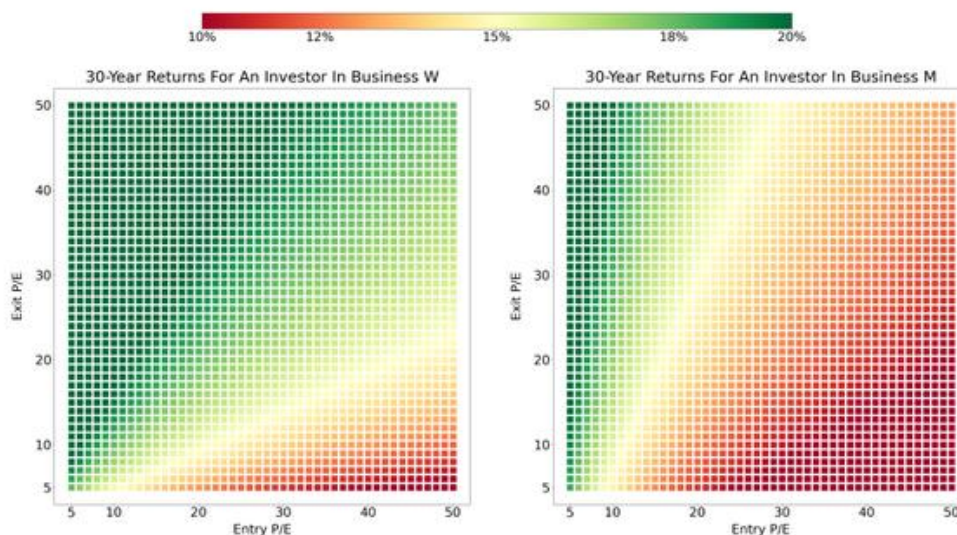 10% 12% 15% 18% 20%
30-Year Returns For An Investor In Business W
50
40
30
20
10
5
Exit P/E
5 10 20 30 40 50
Entry P/E
30-Year Returns For An Investor In Business M
50
40
30
20
10
5
Exit P/E
5 10 20 30 40 50
Entry P/E